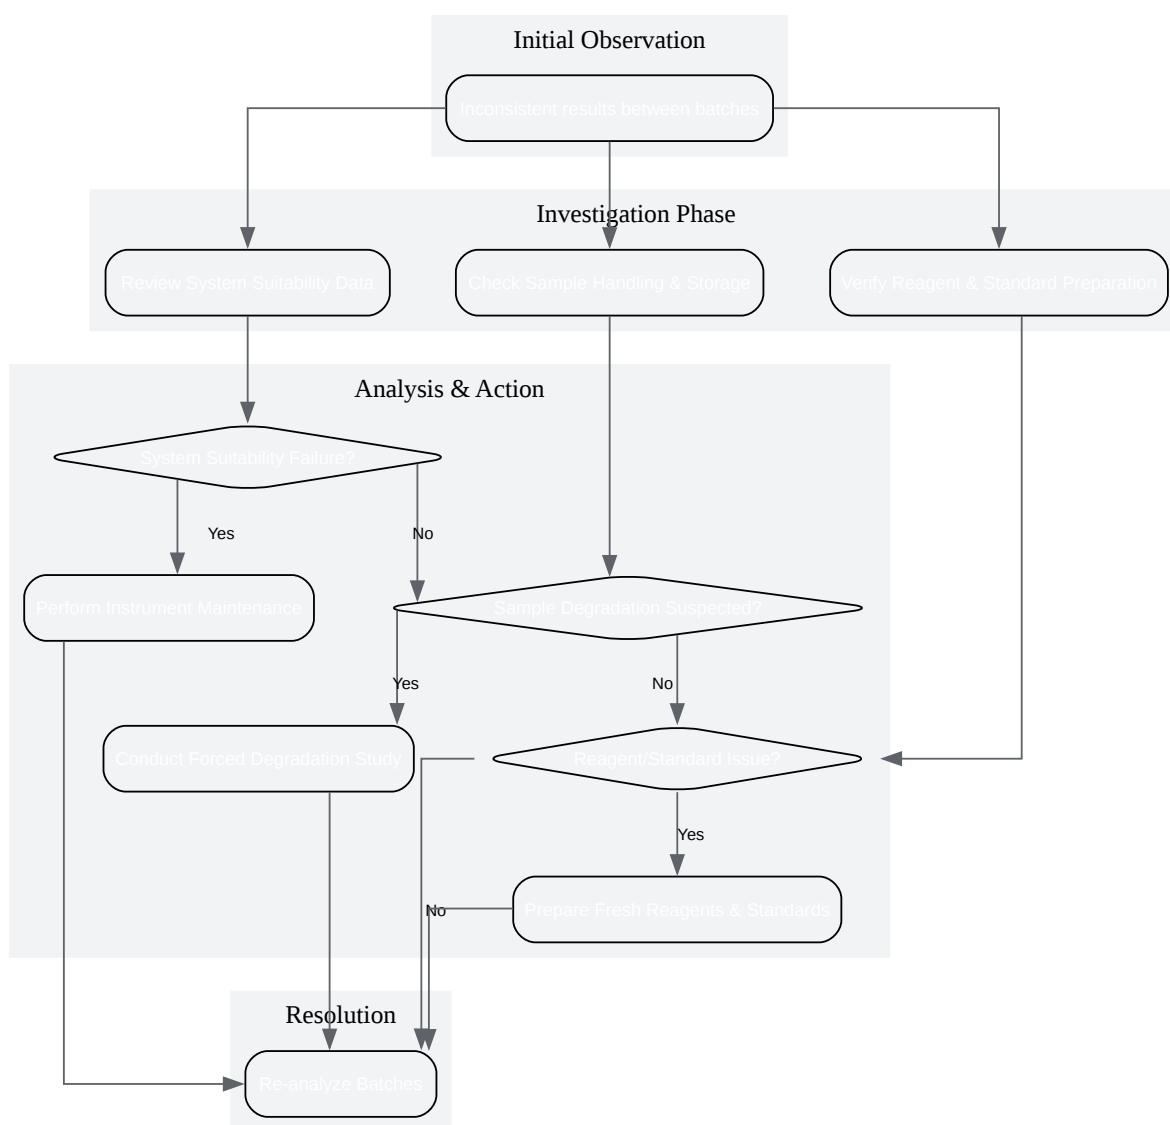 Initial Observation
Inconsistent results between batches
Investigation Phase
Review System Suitability Data
Check Sample Handling & Storage
Verify Reagent & Standard Preparation
Analysis & Action
System Suitability Failure?
Yes
No
Perform Instrument Maintenance
Sample Degradation Suspected?
Yes
No
Conduct Forced Degradation Study
Reagent/Standard Issue?
Yes
No
Prepare Fresh Reagents & Standards
Resolution
Re-analyze Batches